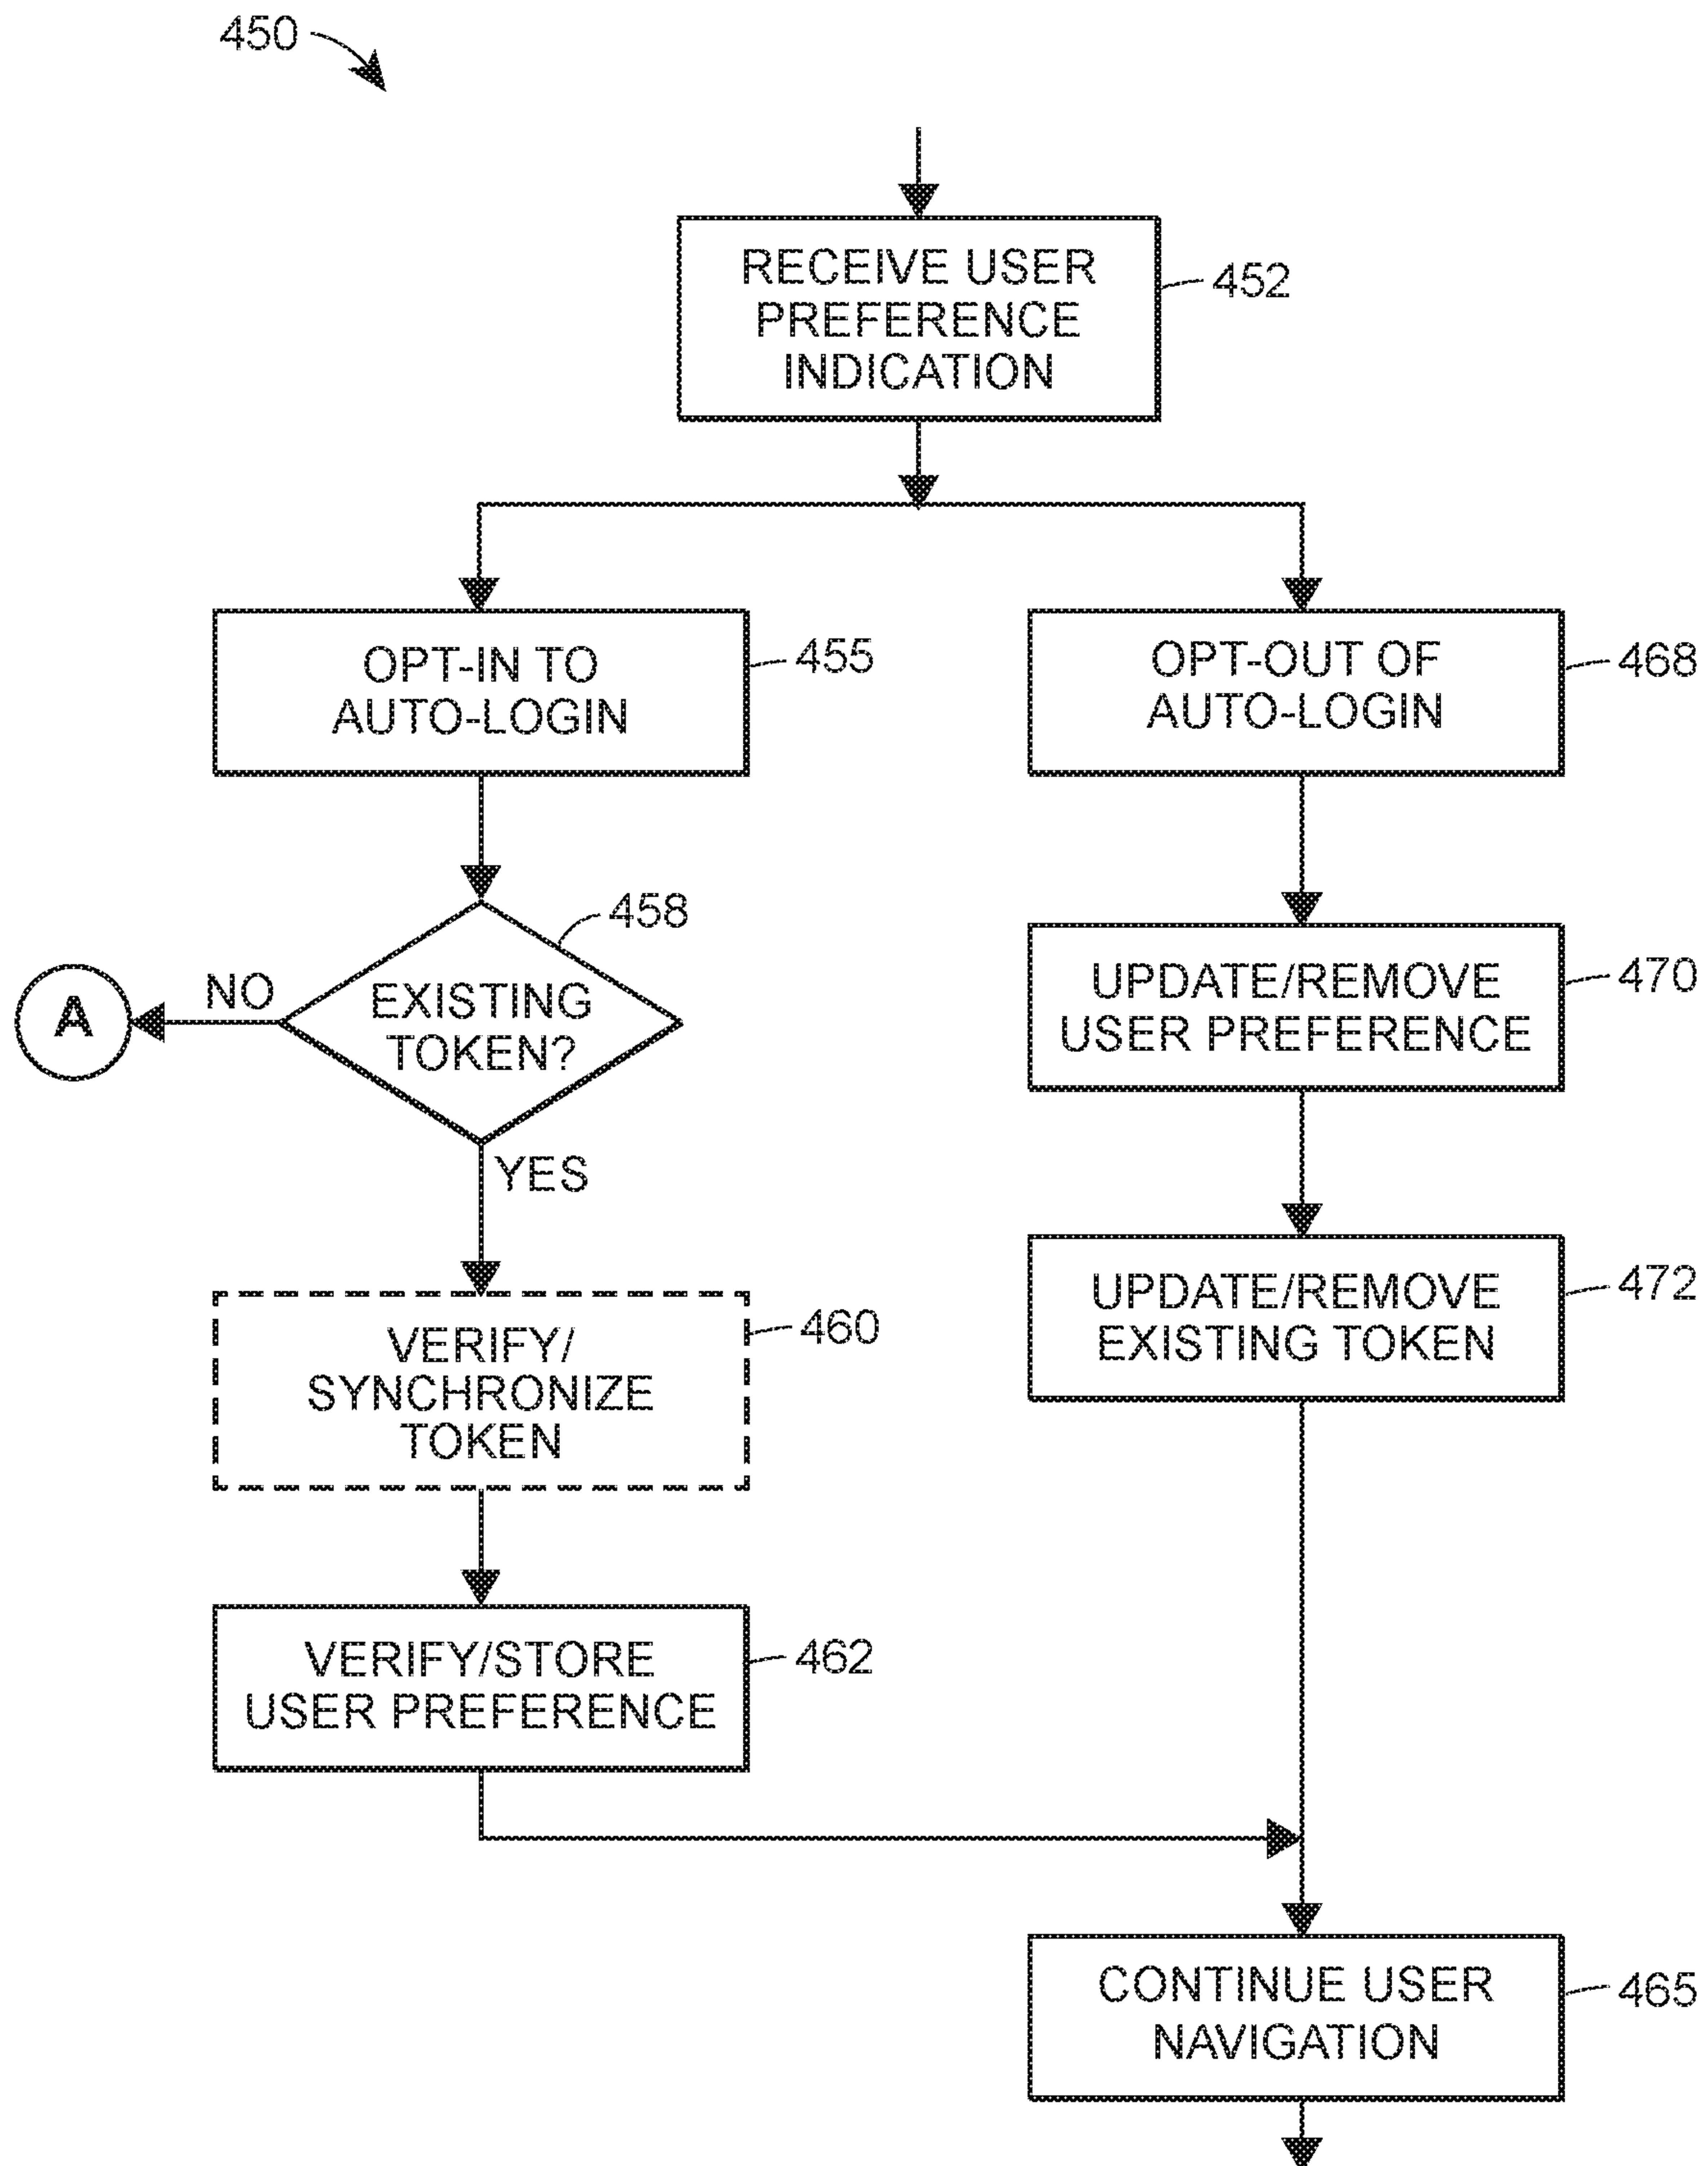 450
RECEIVE USER
PREFERENCE
INDICATION
452
OPT-IN TO
AUTO-LOGIN
455
OPT-OUT OF
AUTO-LOGIN
468
458
EXISTING
TOKEN?
NO
A
YES
UPDATE/REMOVE
USER PREFERENCE
470
VERIFY/
SYNCHRONIZE
TOKEN
460
UPDATE/REMOVE
EXISTING TOKEN
472
VERIFY/STORE
USER PREFERENCE
462
CONTINUE USER
NAVIGATION
465